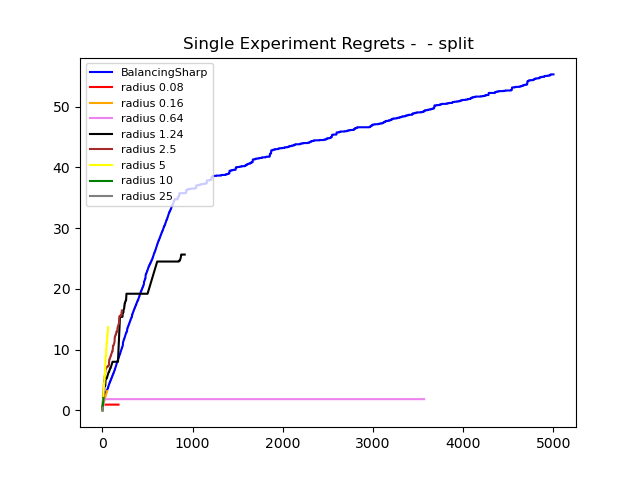 Single Experiment Regrets -  - split
BalancingSharp
radius 0.08
radius 0.16
radius 0.64
radius 1.24
radius 2.5
radius 5
radius 10
radius 25
50
40
30
20
10
0
0 1000 2000 3000 4000 5000